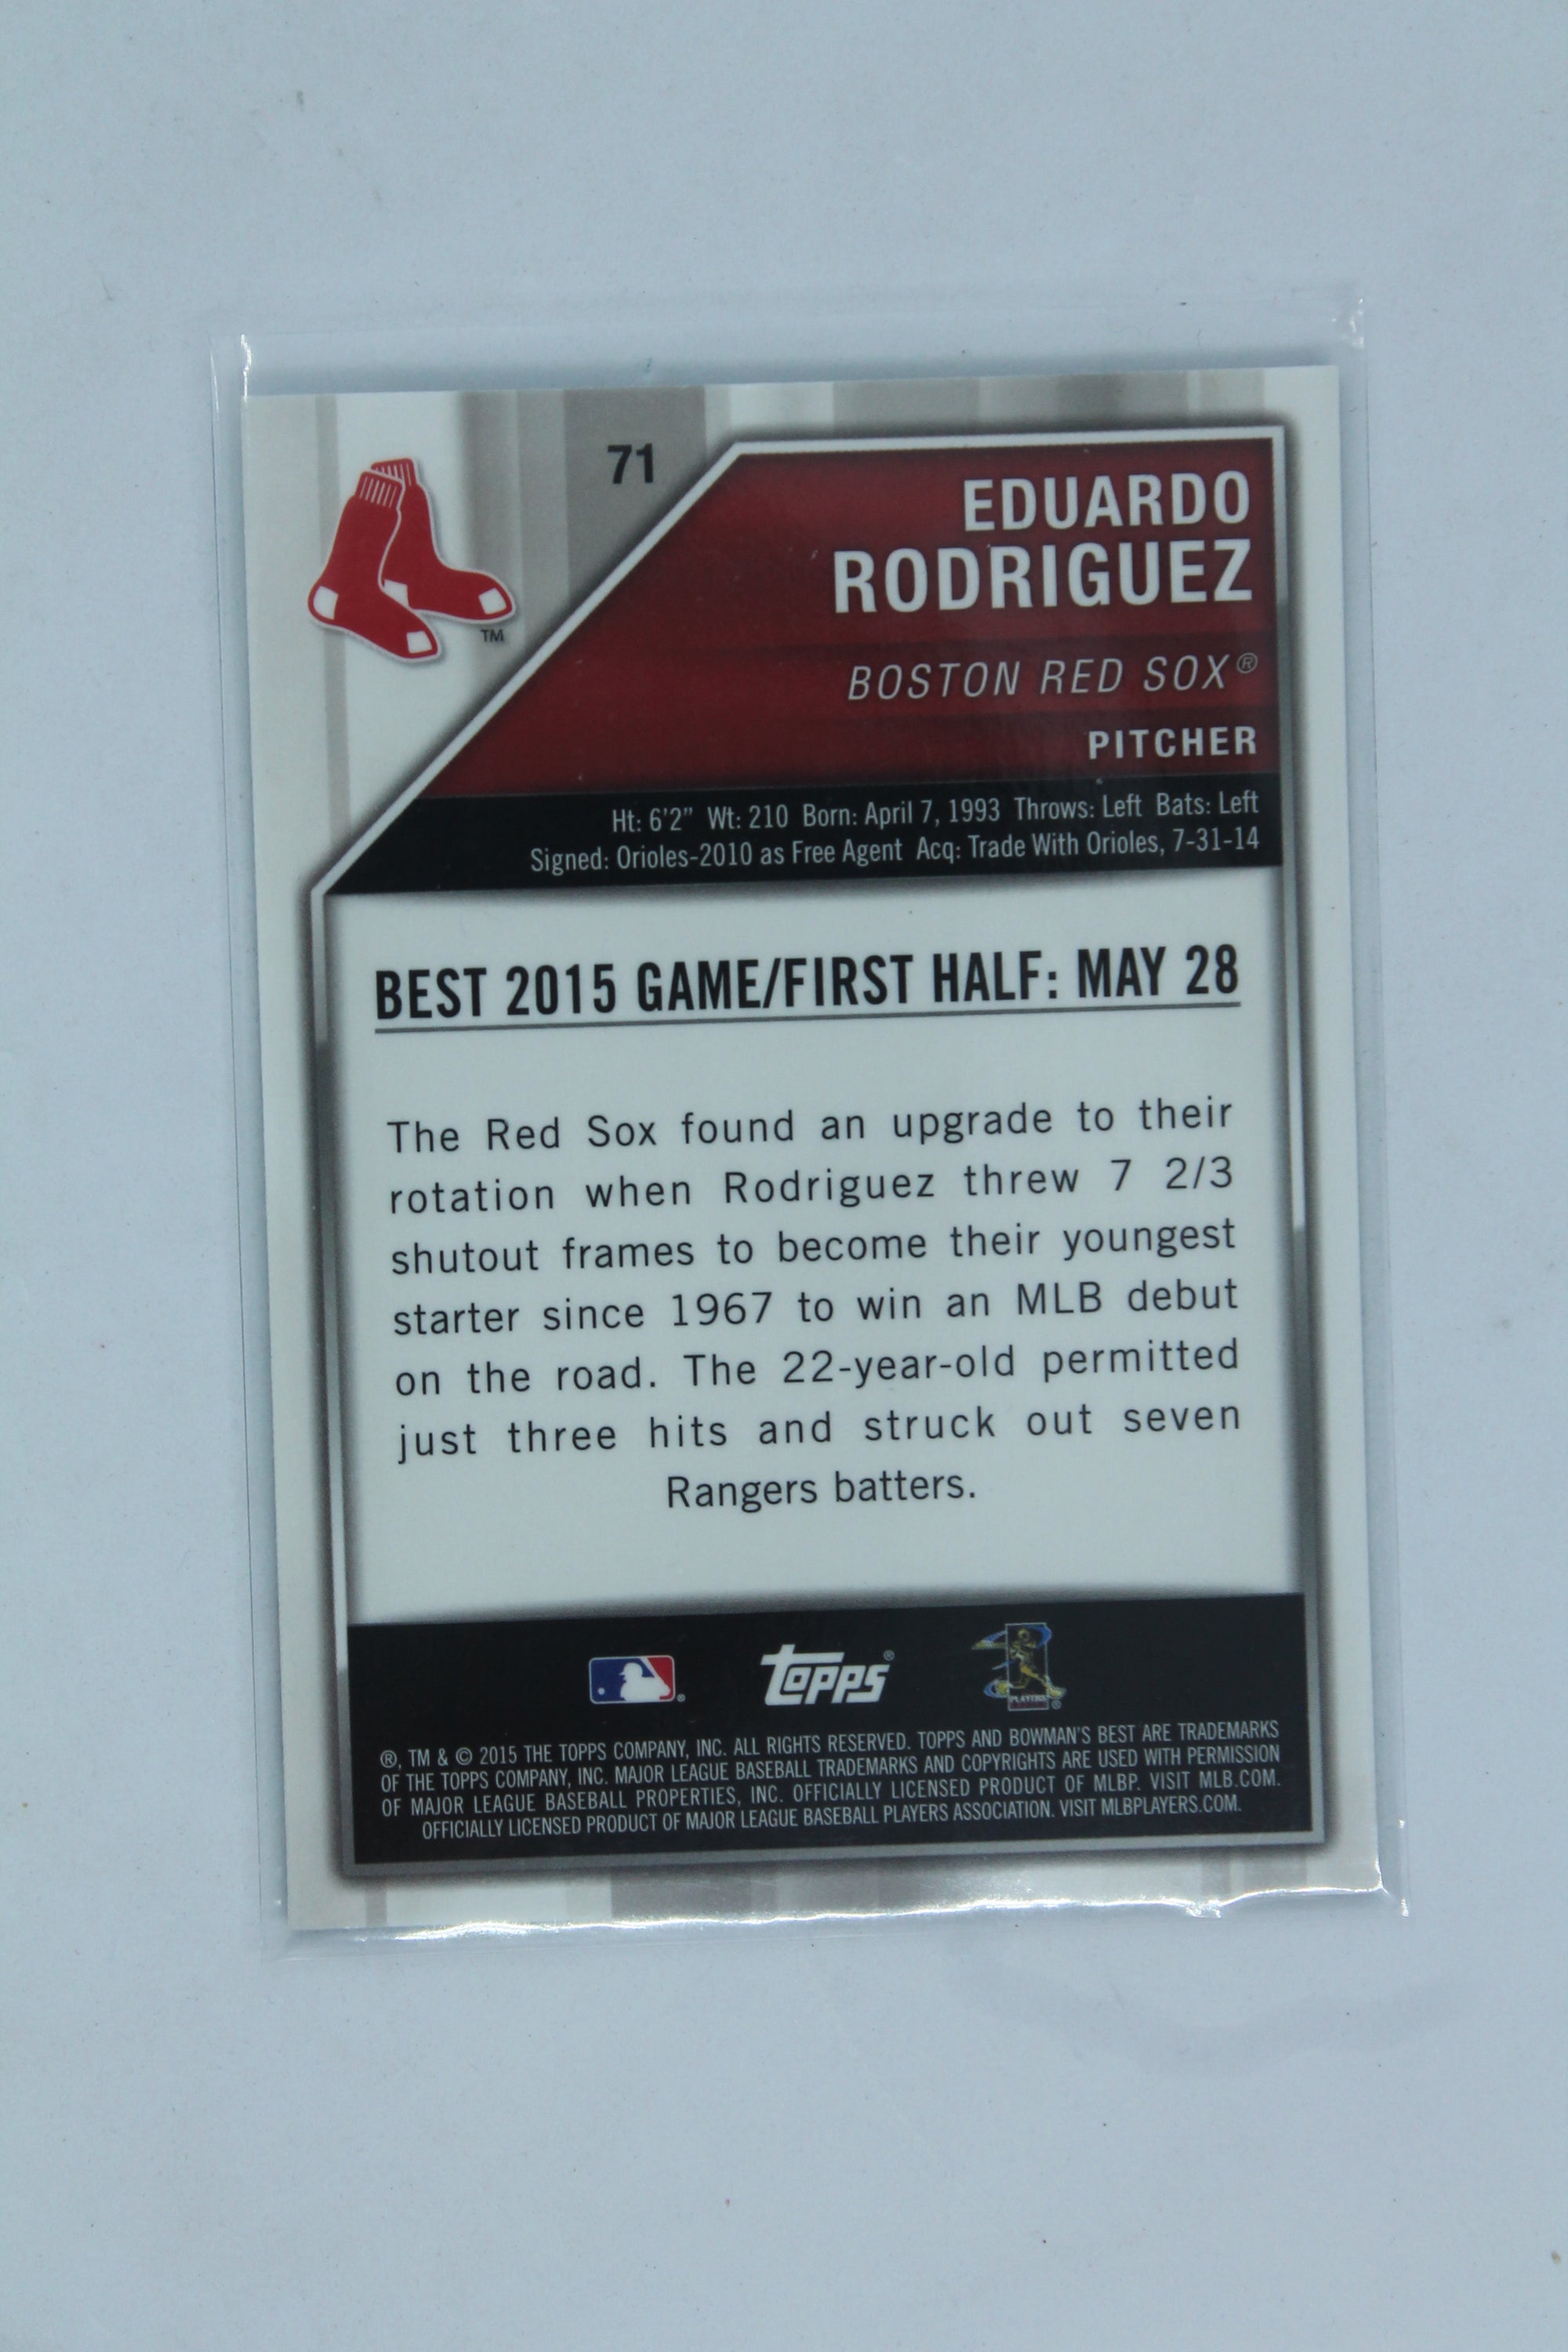 71
EDUARDO
RODRIGUEZ
BOSTON RED SOX®
PITCHER
TM
Ht: 6'2" Wt: 210 Born: April 7, 1993 Throws: Left Bats: Left
Signed: Orioles-2010 as Free Agent Acq: Trade With Orioles, 7-31-14
BEST 2015 GAME/FIRST HALF: MAY 28
The Red Sox found an upgrade to their
rotation when Rodriguez threw 7 2/3
shutout frames to become their youngest
starter since 1967 to win an MLB debut
on the road. The 22-year-old permitted
just three hits and struck out seven
Rangers batters.
® topps® PLAYERS ®
®, TM & © 2015 THE TOPPS COMPANY, INC. ALL RIGHTS RESERVED. TOPPS AND BOWMAN'S BEST ARE TRADEMARKS
OF THE TOPPS COMPANY, INC. MAJOR LEAGUE BASEBALL TRADEMARKS AND COPYRIGHTS ARE USED WITH PERMISSION
OF MAJOR LEAGUE BASEBALL PROPERTIES, INC. OFFICIALLY LICENSED PRODUCT OF MLBP. VISIT MLB.COM.
OFFICIALLY LICENSED PRODUCT OF MAJOR LEAGUE BASEBALL PLAYERS ASSOCIATION. VISIT MLBPLAYERS.COM.